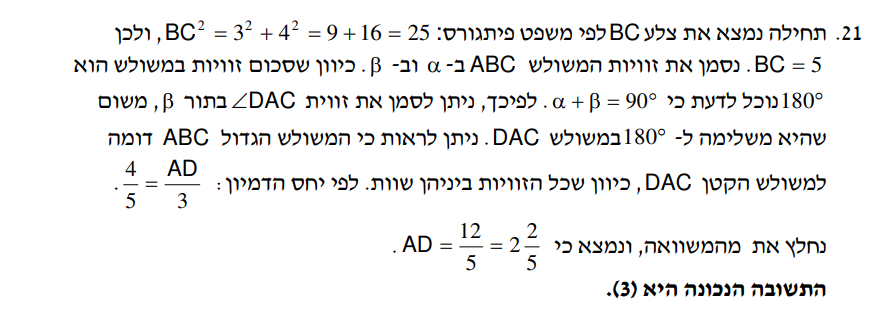 21. תחילה נמצא את צלע BC לפי משפט פיתגורס: BC² = 3² + 4² = 9 + 16 = 25, ולכן
BC = 5. נסמן את זוויות המשולש ABC ב- α וב- β. כיוון שסכום זוויות במשולש הוא
180° נוכל לדעת כי α + β = 90°. לפיכך, ניתן לסמן את זווית ∠DAC בתור β, משום
שהיא משלימה ל- 180° במשולש DAC. ניתן לראות כי המשולש הגדול ABC דומה
למשולש הקטן DAC, כיוון שכל הזוויות ביניהן שוות. לפי יחס הדמיון: 4/5 = AD/3.
נחלץ את מהמשוואה, ונמצא כי AD = 12/5 = 2 2/5.
התשובה הנכונה היא (3).